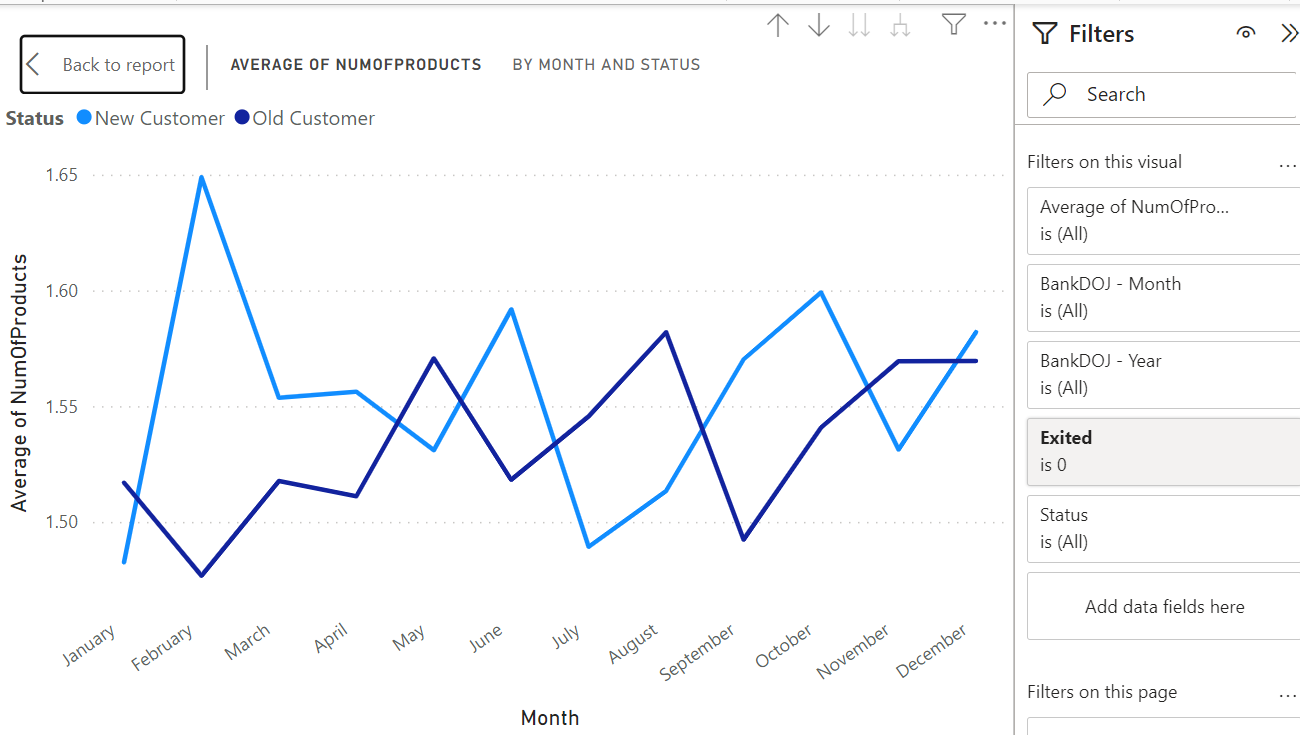 Back to report
AVERAGE OF NUMOFPRODUCTS
BY MONTH AND STATUS
Status New Customer Old Customer
1.65
1.60
1.55
1.50
Average of NumOfProducts
January
February
March
April
May
June
July
August
September
October
November
December
Month
Filters
Search
Filters on this visual
Average of NumOfPro...
is (All)
BankDOJ - Month
is (All)
BankDOJ - Year
is (All)
Exited
is 0
Status
is (All)
Add data fields here
Filters on this page